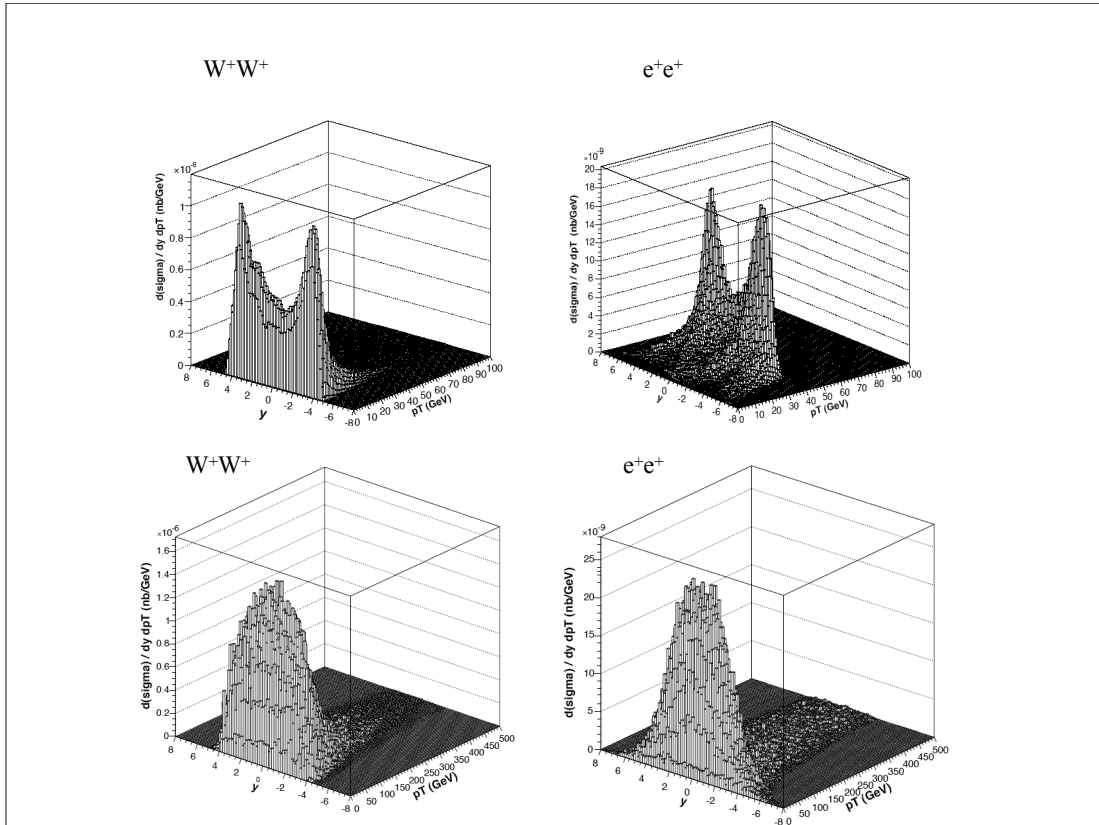 W⁺W⁺
e⁺e⁺
×10⁻⁶
d(sigma) / dy dpT (nb/GeV)
1
0.8
0.6
0.4
0.2
0
8 6 4 2 0 -2 -4 -6 -8
y
0 10 20 30 40 50 60 70 80 90 100
pT (GeV)
×10⁻⁹
d(sigma) / dy dpT (nb/GeV)
20
18
16
14
12
10
8
6
4
2
0
8 6 4 2 0 -2 -4 -6 -8
y
0 10 20 30 40 50 60 70 80 90 100
pT (GeV)
W⁺W⁺
e⁺e⁺
×10⁻⁶
d(sigma) / dy dpT (nb/GeV)
1.6
1.4
1.2
1
0.8
0.6
0.4
0.2
0
8 6 4 2 0 -2 -4 -6 -8
y
0 50 100 150 200 250 300 350 400 450 500
pT (GeV)
×10⁻⁹
d(sigma) / dy dpT (nb/GeV)
25
20
15
10
5
0
8 6 4 2 0 -2 -4 -6 -8
y
0 50 100 150 200 250 300 350 400 450 500
pT (GeV)